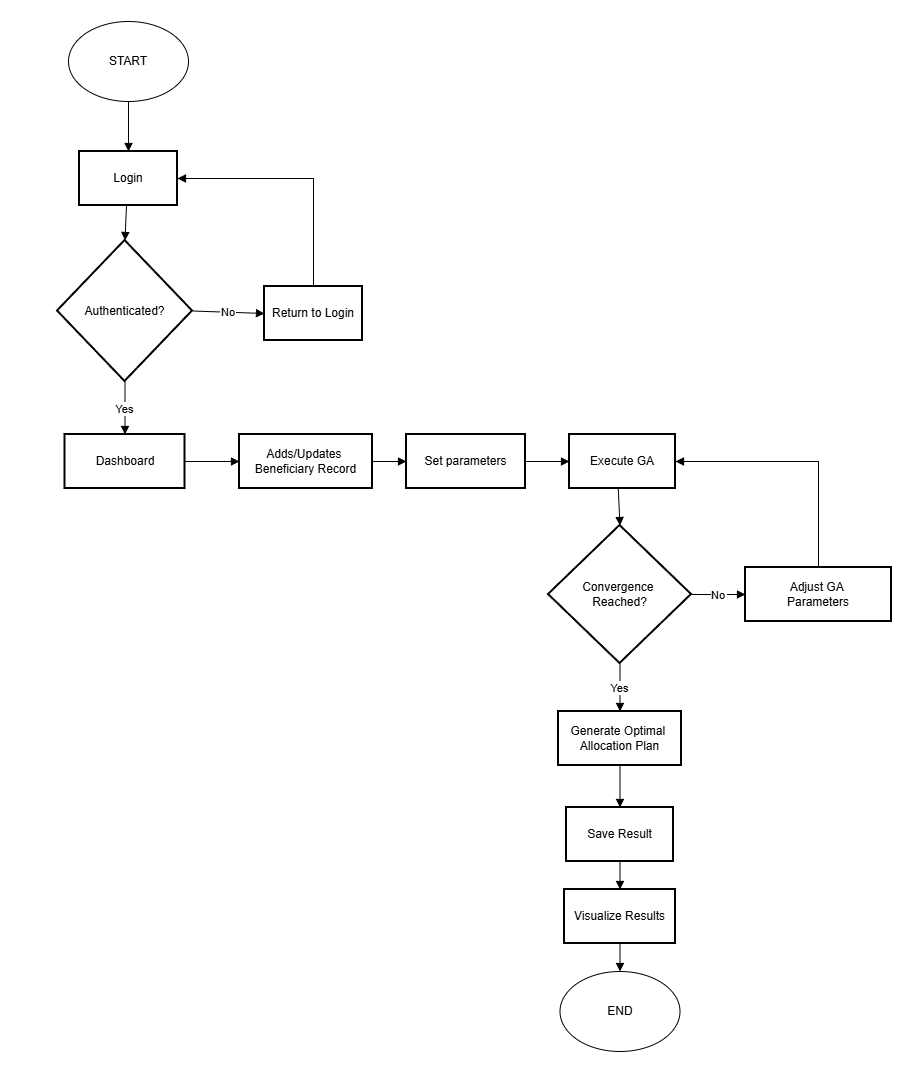 START
Login
Authenticated?
No
Return to Login
Yes
Dashboard
Adds/Updates
Beneficiary Record
Set parameters
Execute GA
Convergence
Reached?
No
Adjust GA
Parameters
Yes
Generate Optimal
Allocation Plan
Save Result
Visualize Results
END